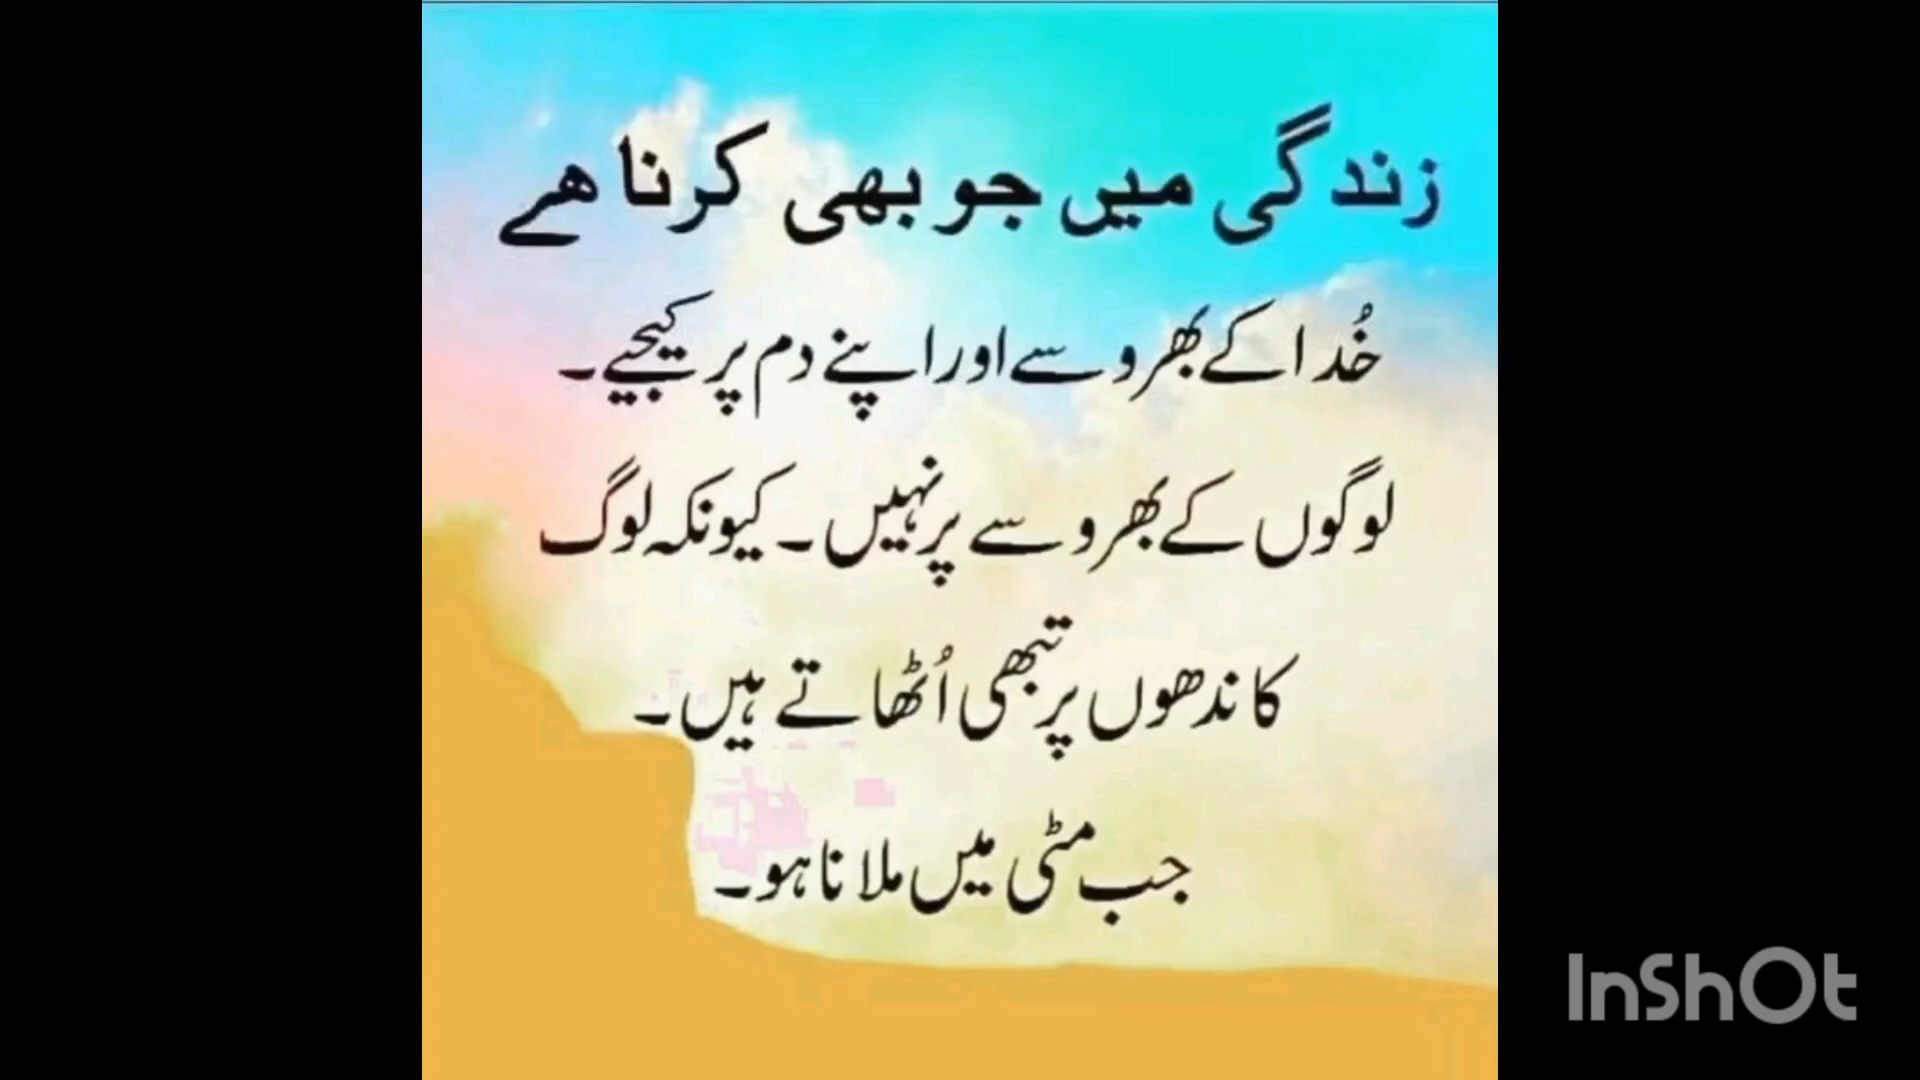 زندگی میں جو بھی کرنا ھے
خُدا کے بھروسے اور اپنے دم پر کیجیے۔
لوگوں کے بھروسے پر نہیں۔ کیونکہ لوگ
کاندھوں پر تبھی اُٹھاتے ہیں۔
جب مٹی میں ملانا ہو۔
InShOt